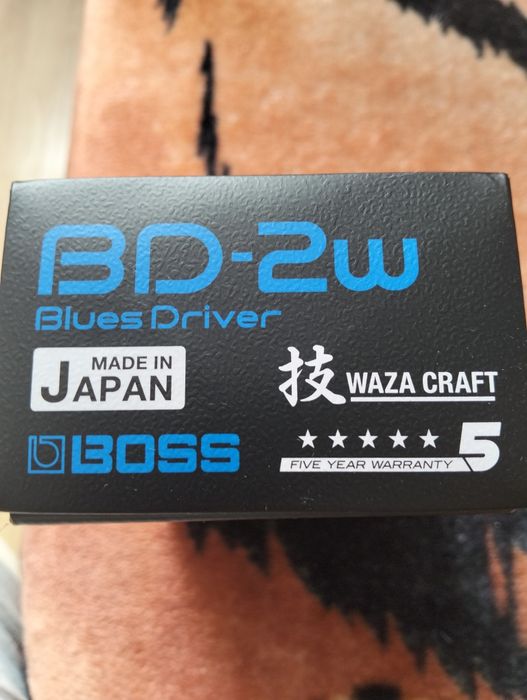 BD-2w
Blues Driver
MADE IN
JAPAN
技 WAZA CRAFT
BOSS
★★★★★ 5
FIVE YEAR WARRANTY